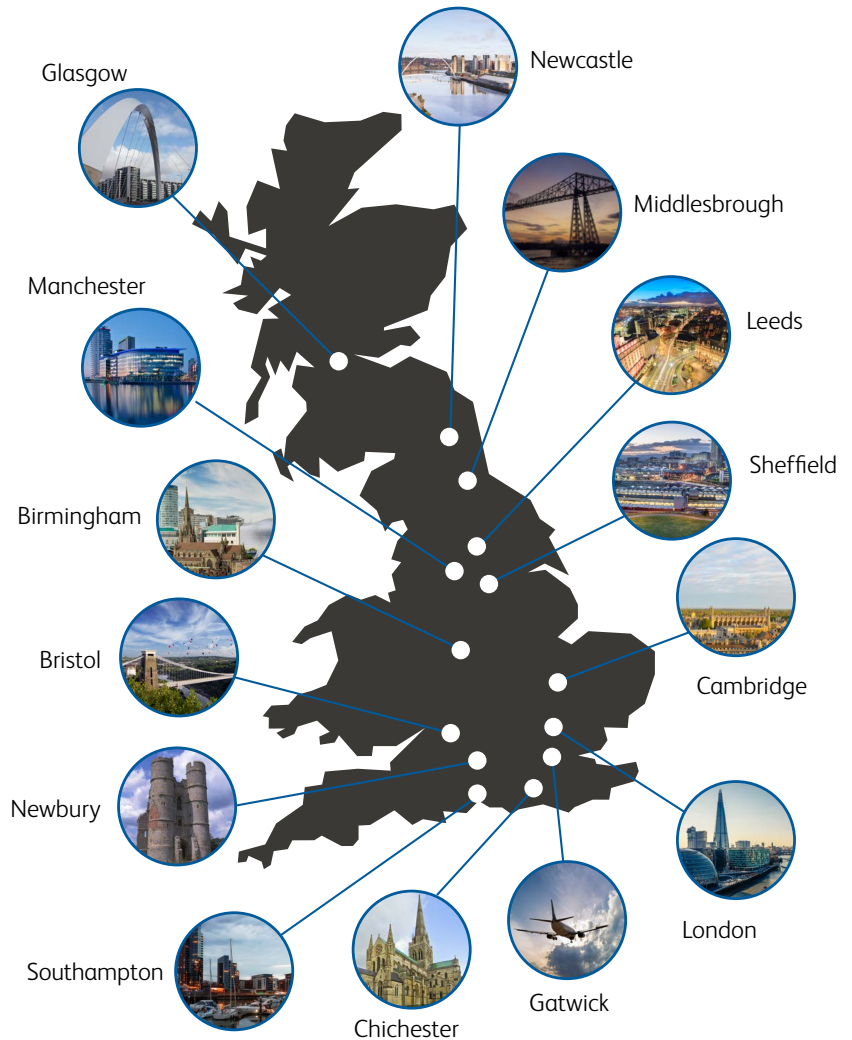 Newcastle
Glasgow
Middlesbrough
Manchester
Leeds
Sheffield
Birmingham
Bristol
Cambridge
Newbury
London
Southampton
Gatwick
Chichester